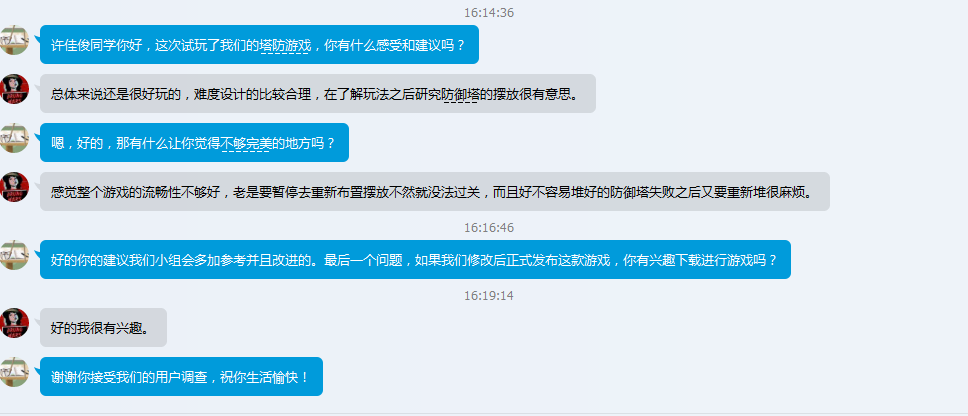 16:14:36
许佳俊同学你好，这次试玩了我们的塔防游戏，你有什么感受和建议吗？
总体来说还是很好玩的，难度设计的比较合理，在了解玩法之后研究防御塔的摆放很有意思。
嗯，好的，那有什么让你觉得不够完美的地方吗？
感觉整个游戏的流畅性不够好，老是要暂停去重新布置摆放不然就没法过关，而且好不容易堆好的防御塔失败之后又要重新堆很麻烦。
16:16:46
好的你的建议我们小组会多加参考并且改进的。最后一个问题，如果我们修改后正式发布这款游戏，你有兴趣下载进行游戏吗？
16:19:14
好的我很有兴趣。
谢谢你接受我们的用户调查，祝你生活愉快！